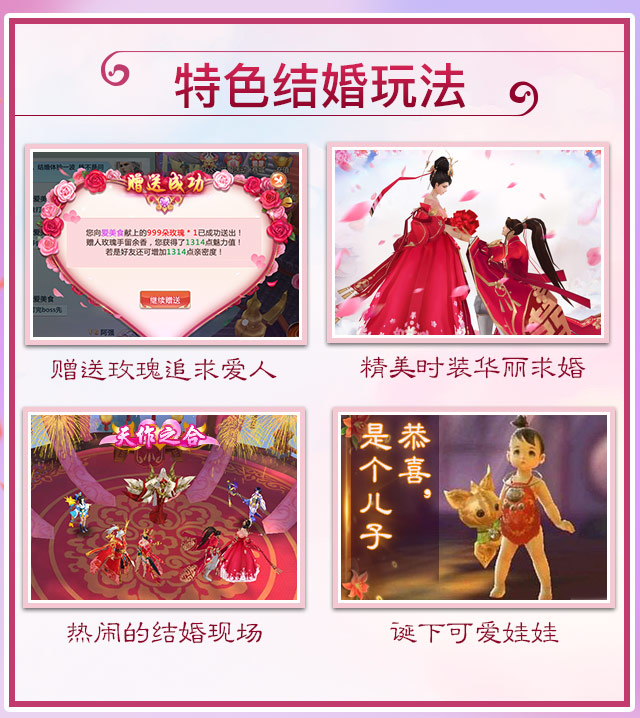 特色结婚玩法
赠送成功
您向爱美食献上的999朵玫瑰 * 1已成功送出！
赠人玫瑰手留余香，您获得了1314点魅力值！
若是好友还可增加1314点亲密度！
继续赠送
爱美食
阿强
赠送玫瑰追求爱人
精美时装华丽求婚
天作之合
恭喜，
是个儿子
热闹的结婚现场
诞下可爱娃娃